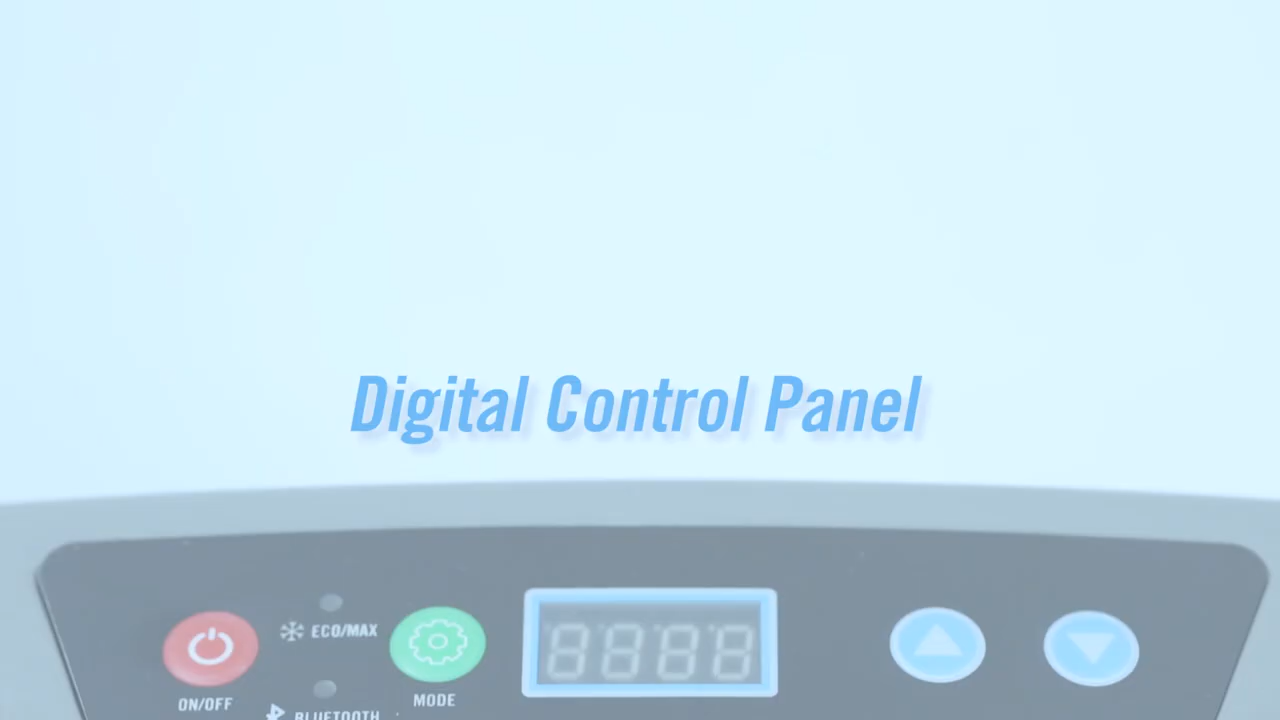 Digital Control Panel
ECO/MAX
ON/OFF
MODE
BLUETOOTH